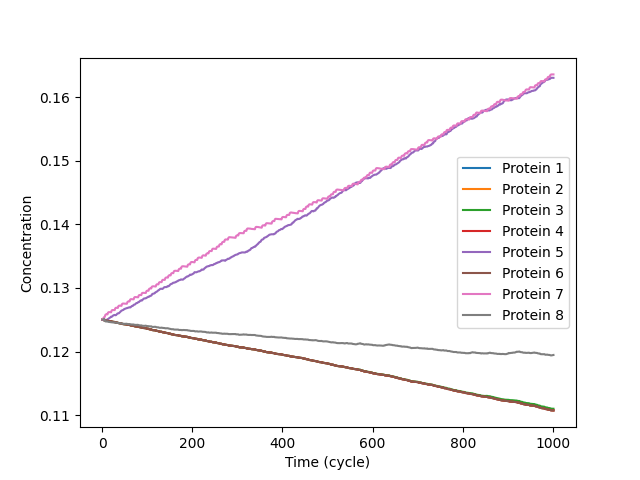 0.16
0.15
0.14
0.13
0.12
0.11
Concentration
0
200
400
600
800
1000
Time (cycle)
Protein 1
Protein 2
Protein 3
Protein 4
Protein 5
Protein 6
Protein 7
Protein 8